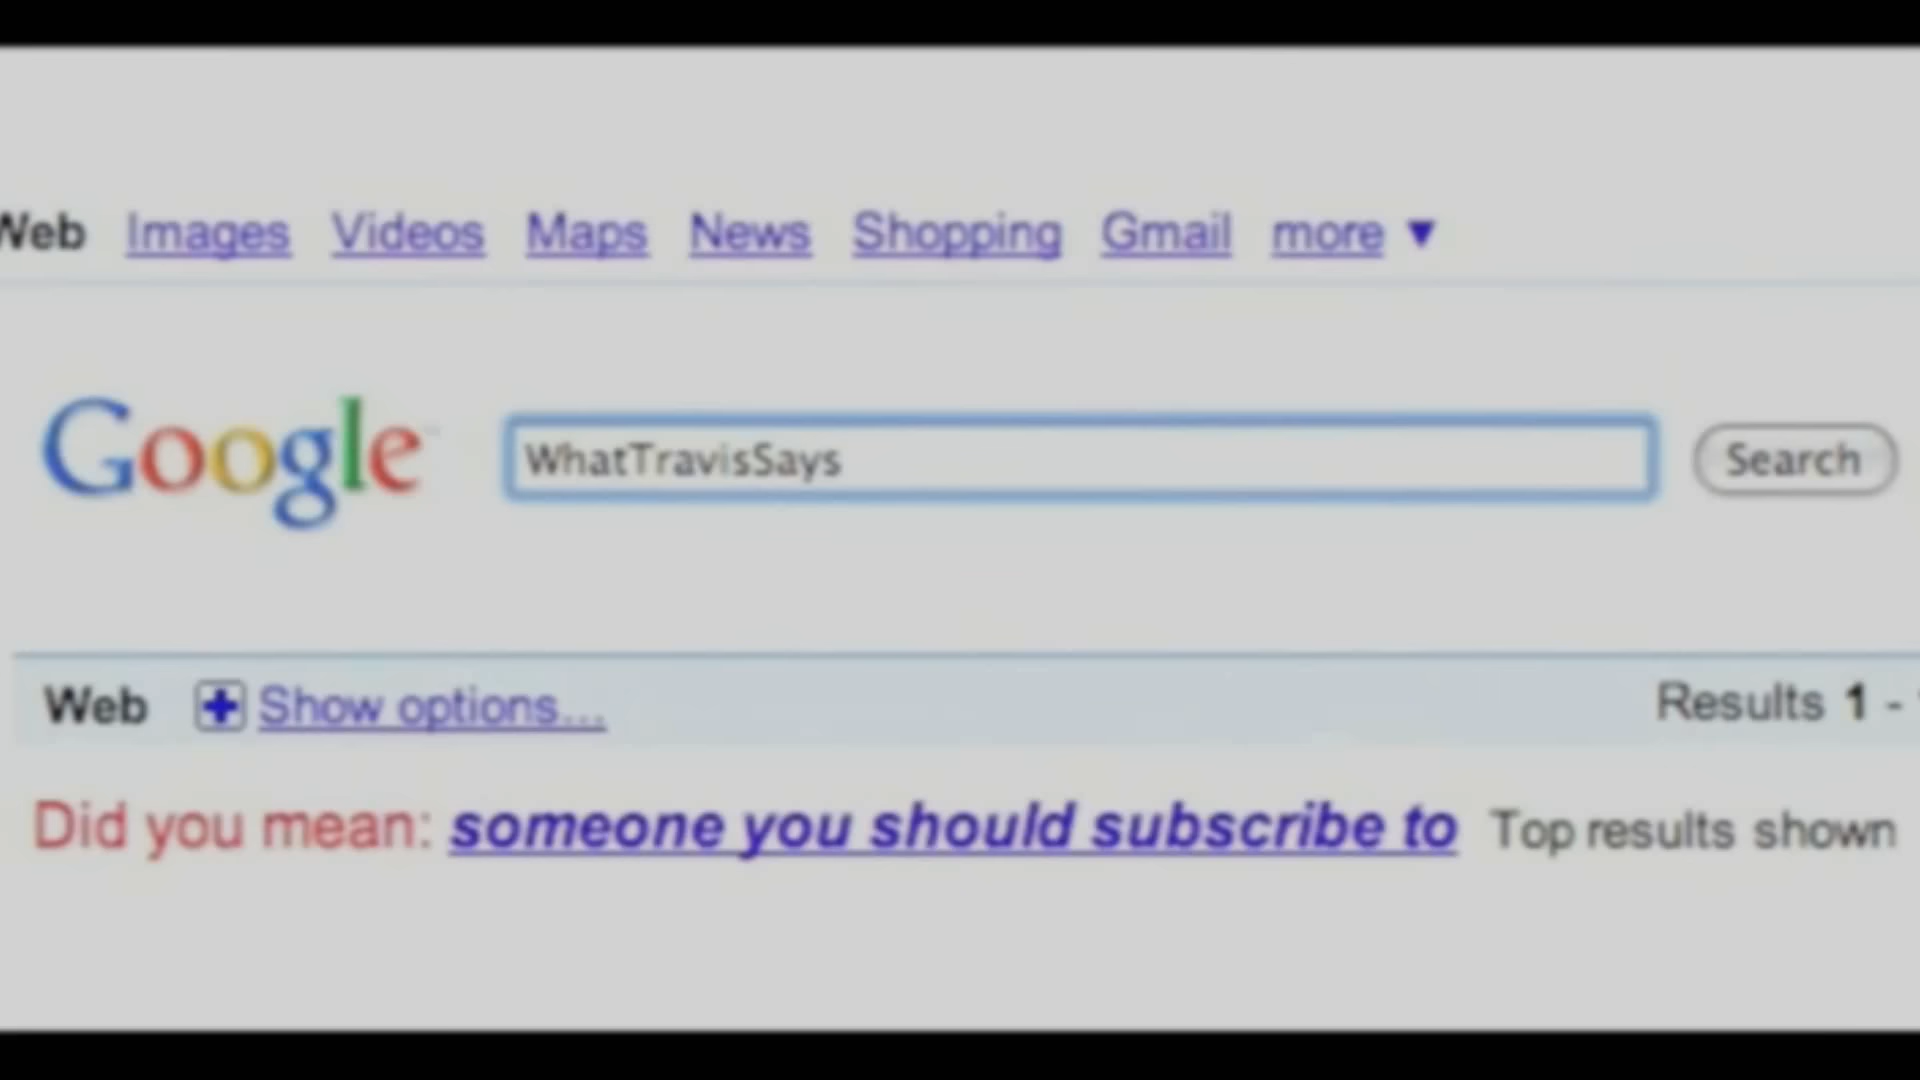 Web Images Videos Maps News Shopping Gmail more ▼
Google WhatTravisSays Search
Web Show options... Results 1 -
Did you mean: someone you should subscribe to Top results shown